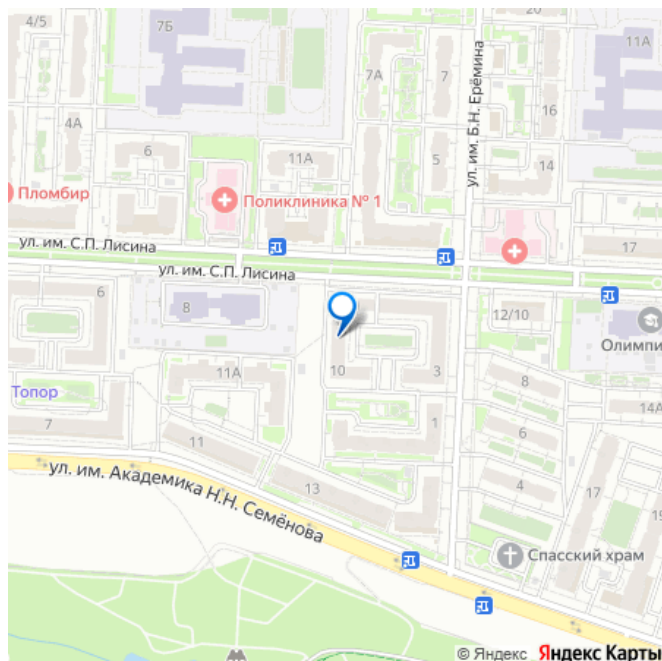 4/5
7Б
20
11А
7А
7
16
4А
6
11А
5
14
ул. им. Б.Н. Ерёмина
Пломбир
Поликлиника № 1
17
ул. им. С.П. Лисина
ул. им. С.П. Лисина
6
8
12/10
Олимпи
10
3
8
11А
Топор
14А
7
11
1
6
13
4
17
15
ул. им. Академика Н.Н. Семёнова
Спасский храм
© Яндекс Яндекс Карты